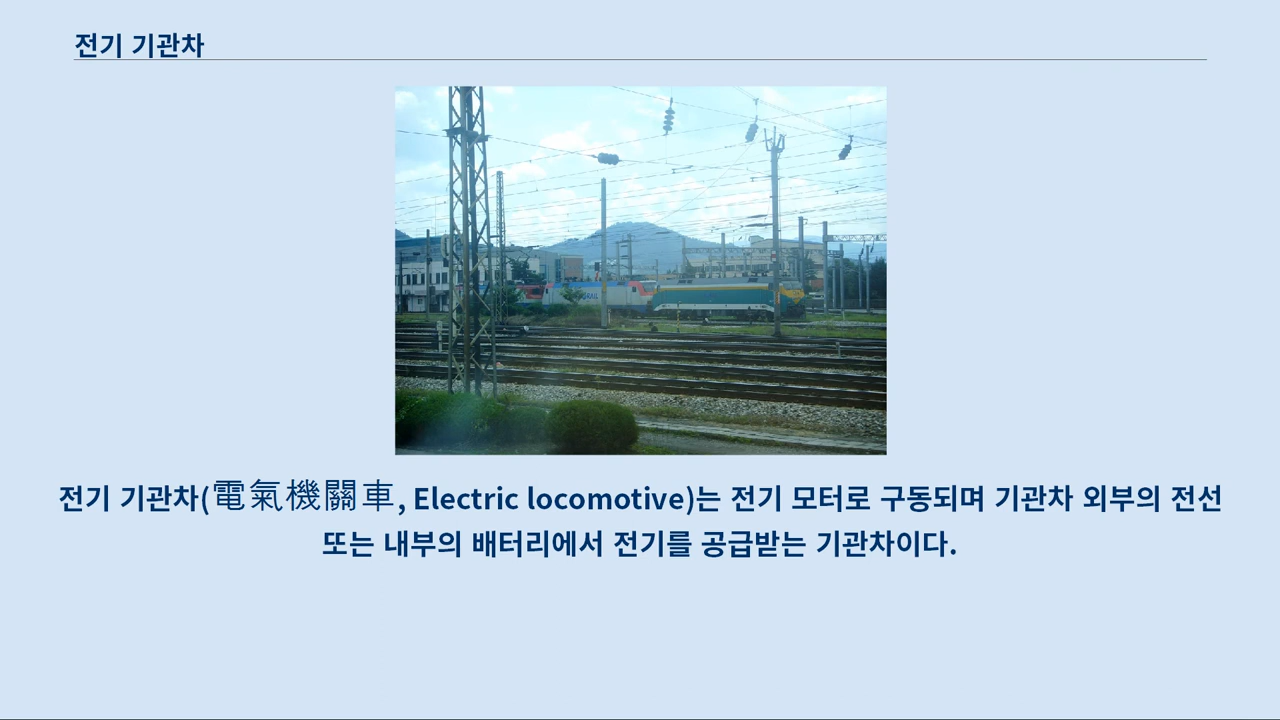 전기 기관차
전기 기관차(電氣機關車, Electric locomotive)는 전기 모터로 구동되며 기관차 외부의 전선
또는 내부의 배터리에서 전기를 공급받는 기관차이다.